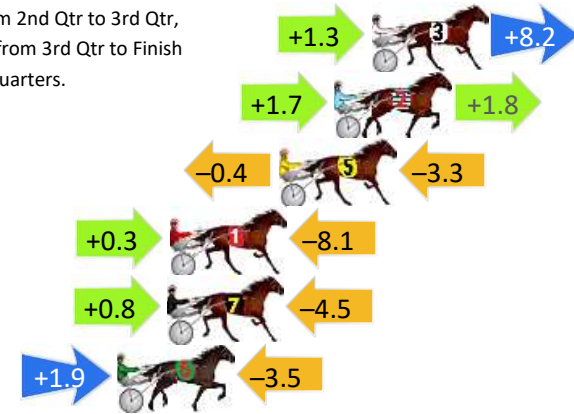 m 2nd Qtr to 3rd Qtr,
from 3rd Qtr to Finish
uarters.
+1.3 3 +8.2
+1.7 2 +1.8
–0.4 5 –3.3
+0.3 1 –8.1
+0.8 7 –4.5
+1.9 6 –3.5